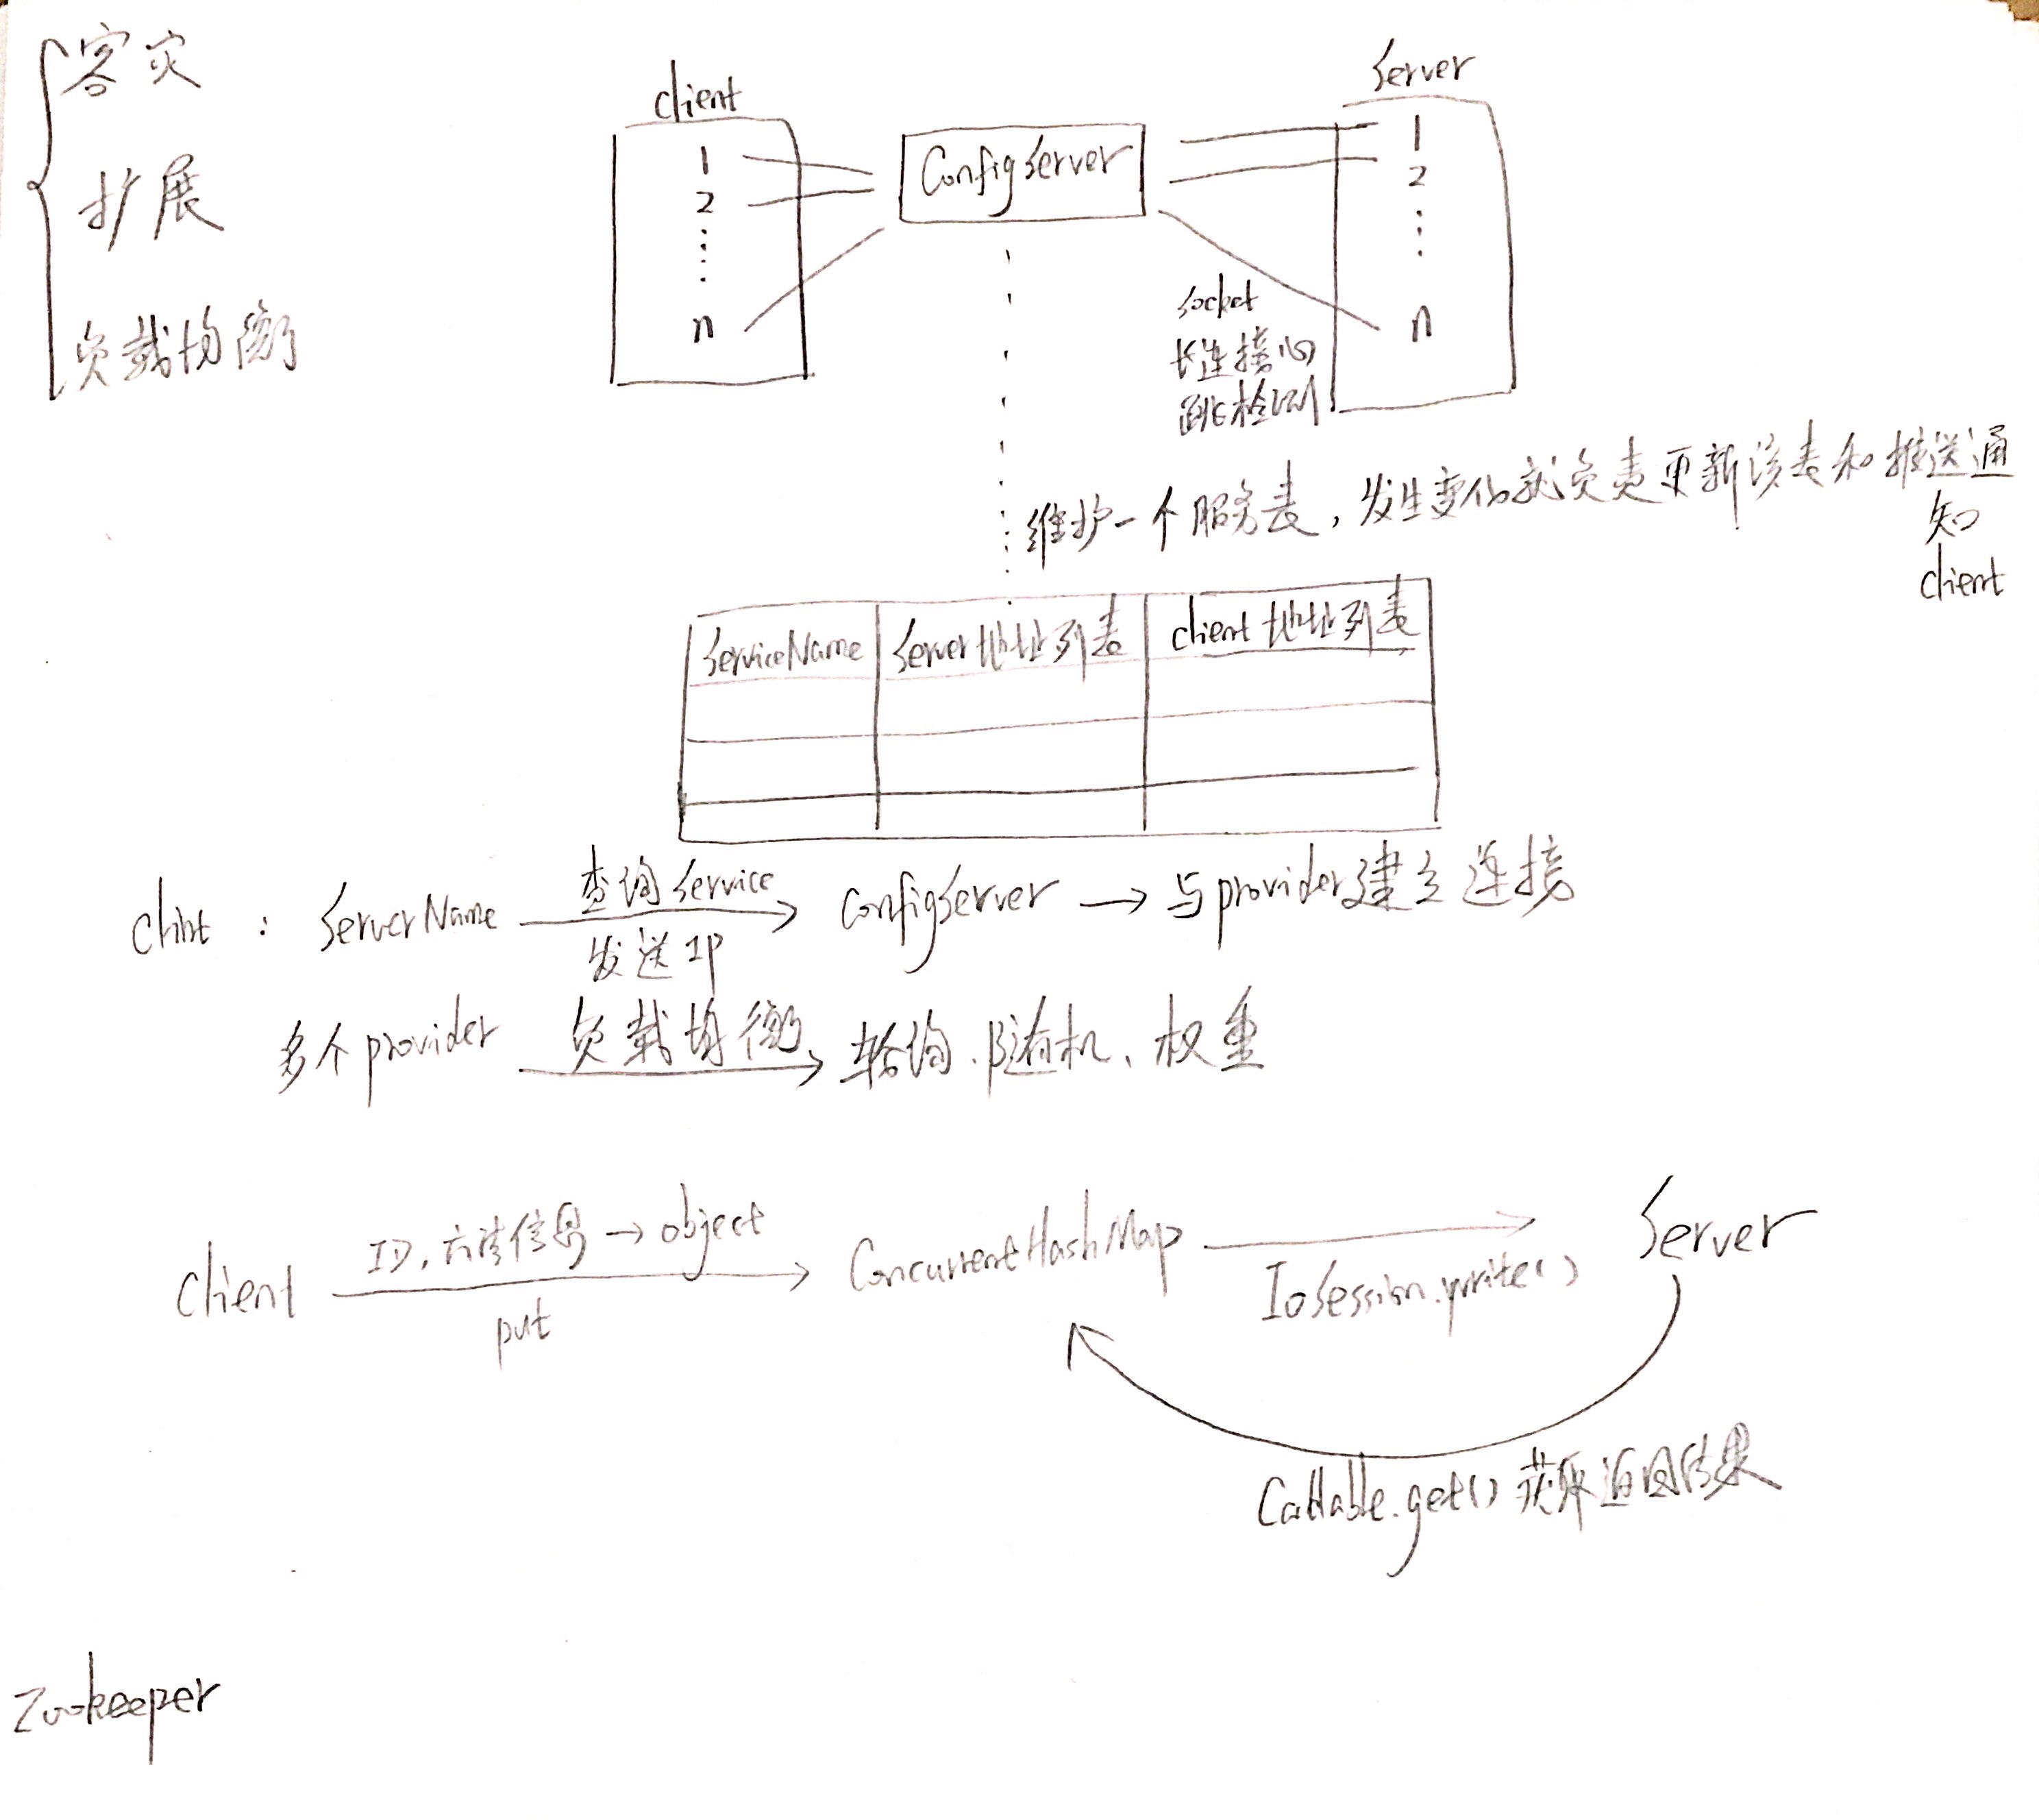 容灾
扩展
负载均衡
client
1
2
n
ConfigServer
Server
1
2
n
socket
长连接心
跳检测
维护一个服务表，发生变化就负责更新该表和推送通
知
client
ServiceName Server地址列表 client地址列表
ServerName 查询Service 发送IP ConfigServer → 与provider建立连接
多个provider 负载均衡 轮询、随机、权重
Client ID，方法信息 → object put ConcurrentHashMap IoSession.write() Server
Callable.get() 获取返回结果
Zookeeper